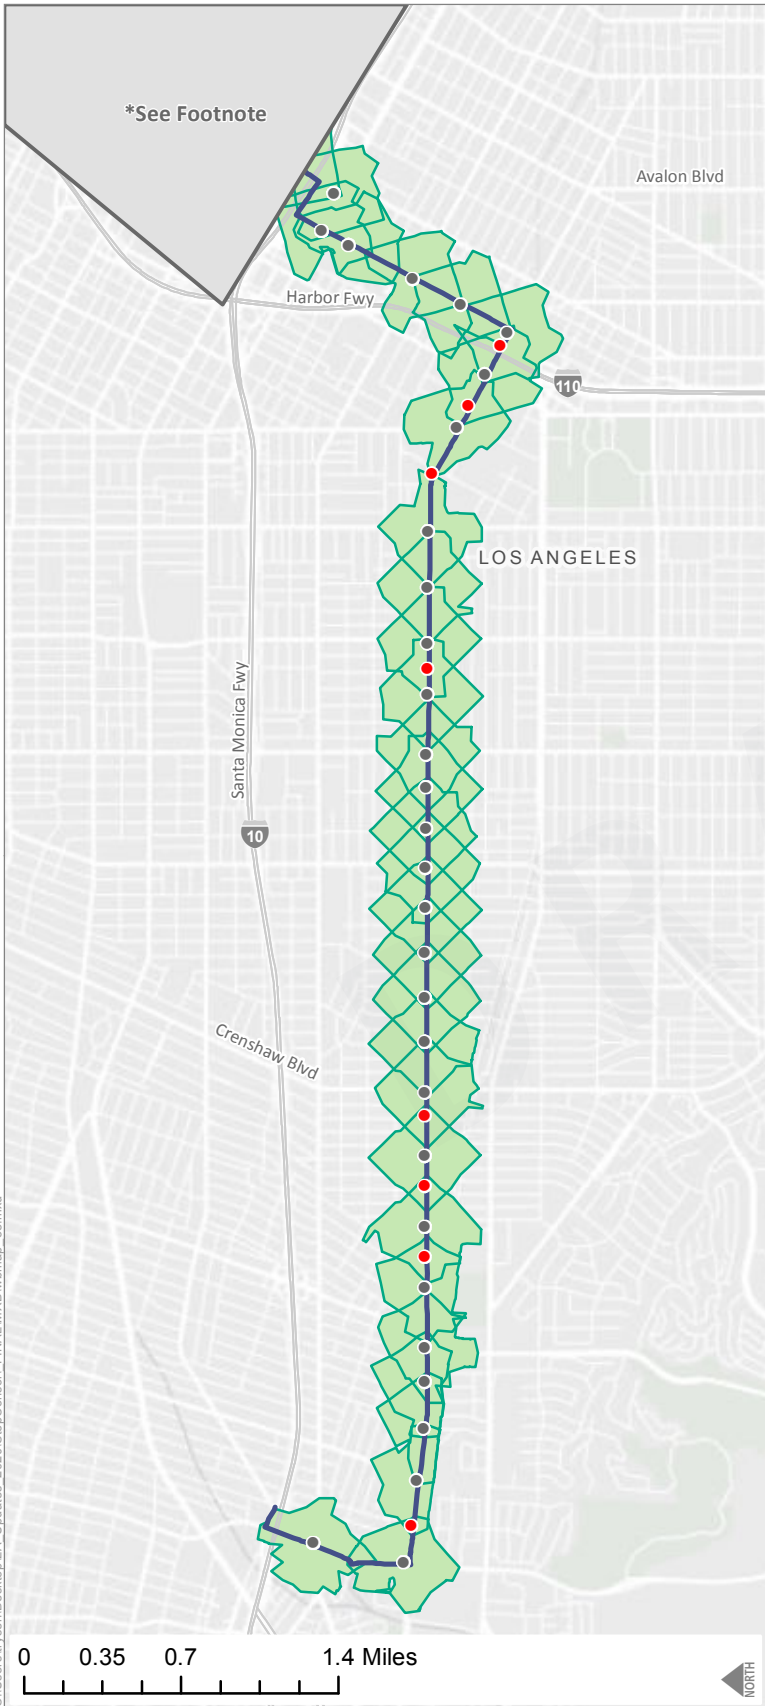 *See Footnote
Avalon Blvd
Harbor Fwy
110
LOS ANGELES
Santa Monica Fwy
10
Crenshaw Blvd
0 0.35 0.7 1.4 Miles
NORTH